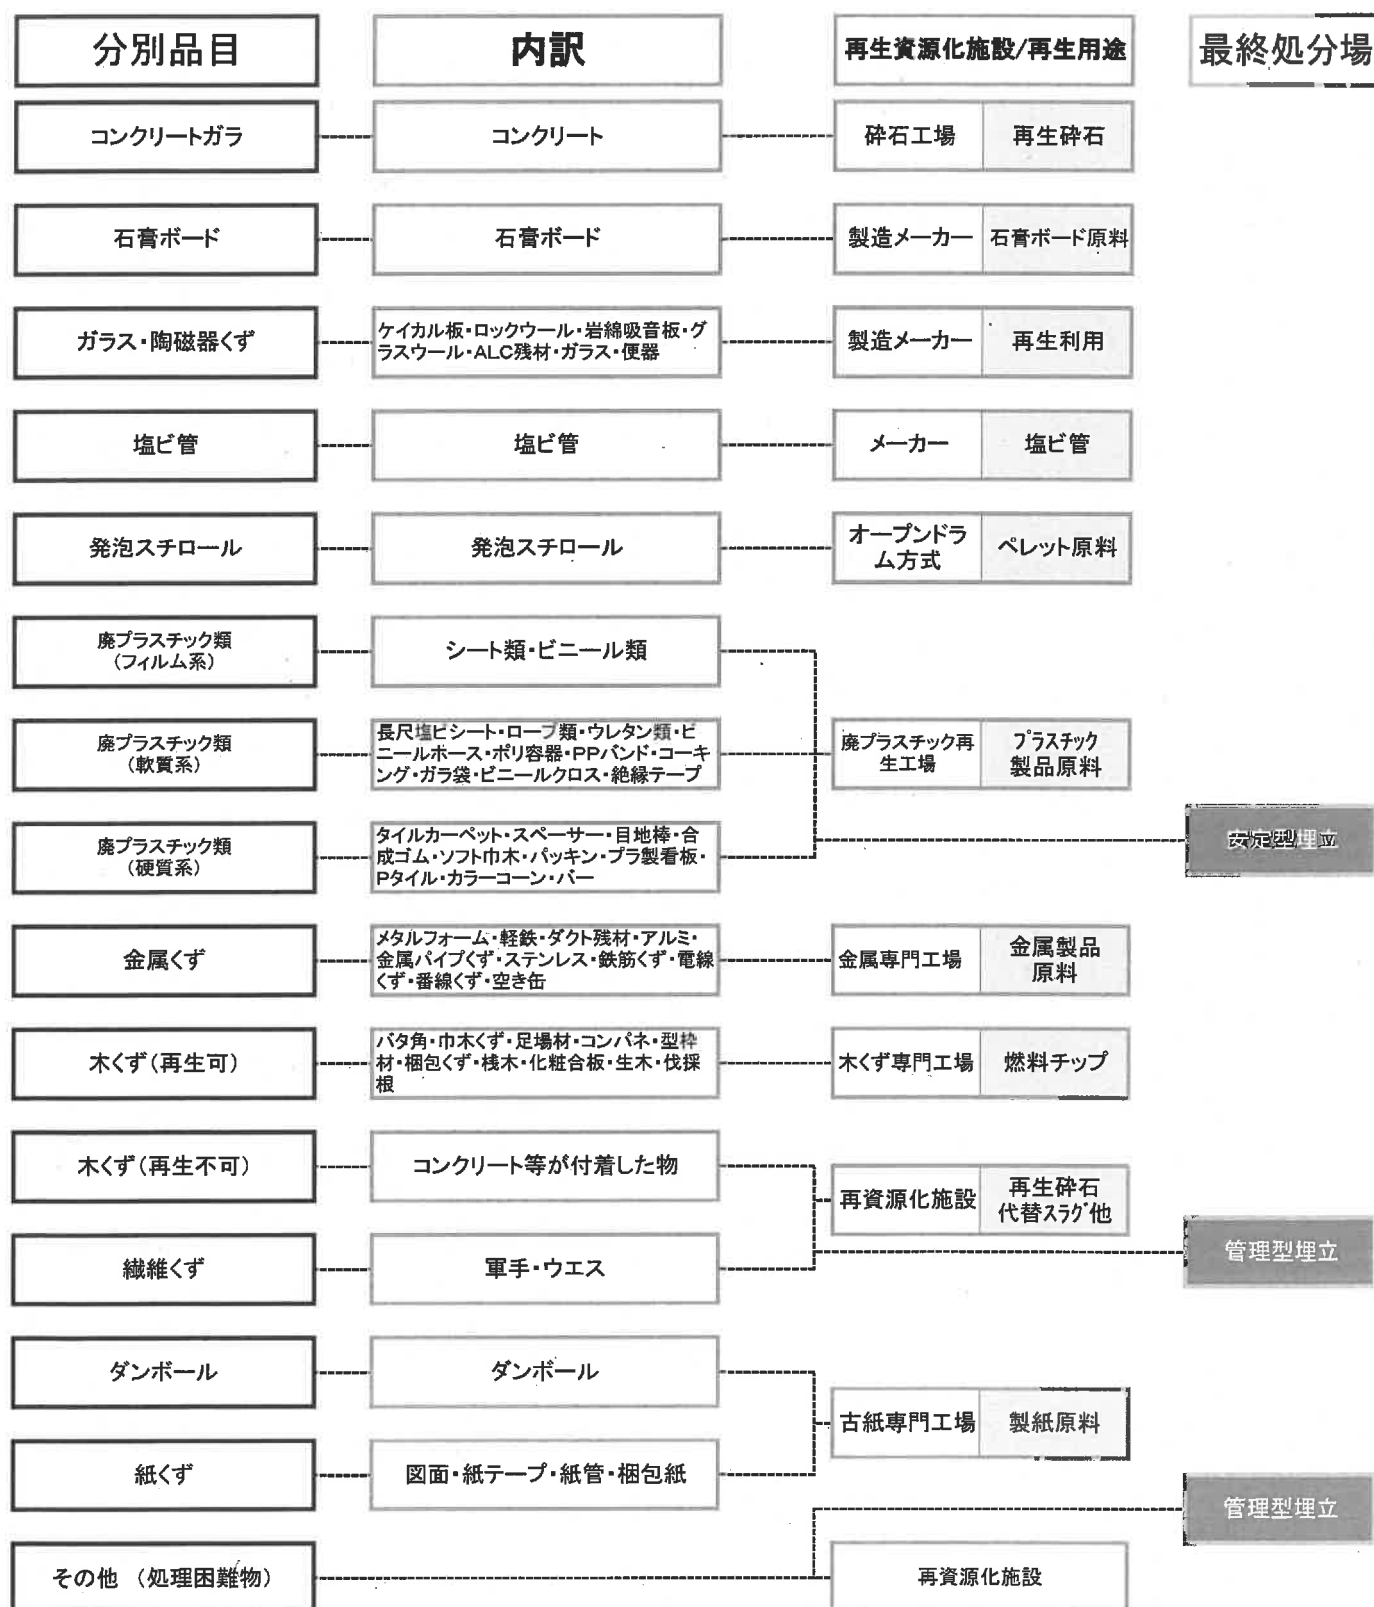 分別品目
内訳
再生資源化施設/再生用途
最終処分場
コンクリートガラ
コンクリート
砕石工場
再生砕石
石膏ボード
石膏ボード
製造メーカー
石膏ボード原料
ガラス・陶磁器くず
ケイカル板・ロックウール・岩綿吸音板・グ
ラスウール・ALC残材・ガラス・便器
製造メーカー
再生利用
塩ビ管
塩ビ管
メーカー
塩ビ管
発泡スチロール
発泡スチロール
オープンドラ
ム方式
ペレット原料
廃プラスチック類
(フィルム系)
シート類・ビニール類
廃プラスチック類
(軟質系)
長尺塩ビシート・ロープ類・ウレタン類・ビ
ニールホース・ポリ容器・PPバンド・コーキ
ング・ガラ袋・ビニールクロス・絶縁テープ
廃プラスチック再
生工場
プラスチック
製品原料
安定型埋立
廃プラスチック類
(硬質系)
タイルカーペット・スペーサー・目地棒・合
成ゴム・ソフト巾木・パッキン・プラ製看板・
Pタイル・カラーコーン・バー
金属くず
メタルフォーム・軽鉄・ダクト残材・アルミ・
金属パイプくず・ステンレス・鉄筋くず・電線
くず・番線くず・空き缶
金属専門工場
金属製品
原料
木くず(再生可)
バタ角・巾木くず・足場材・コンパネ・型枠
材・梱包くず・桟木・化粧合板・生木・伐採
根
木くず専門工場
燃料チップ
木くず(再生不可)
コンクリート等が付着した物
再資源化施設
再生砕石
代替スラグ他
管理型埋立
繊維くず
軍手・ウエス
ダンボール
ダンボール
古紙専門工場
製紙原料
紙くず
図面・紙テープ・紙管・梱包紙
管理型埋立
その他 (処理困難物)
再資源化施設